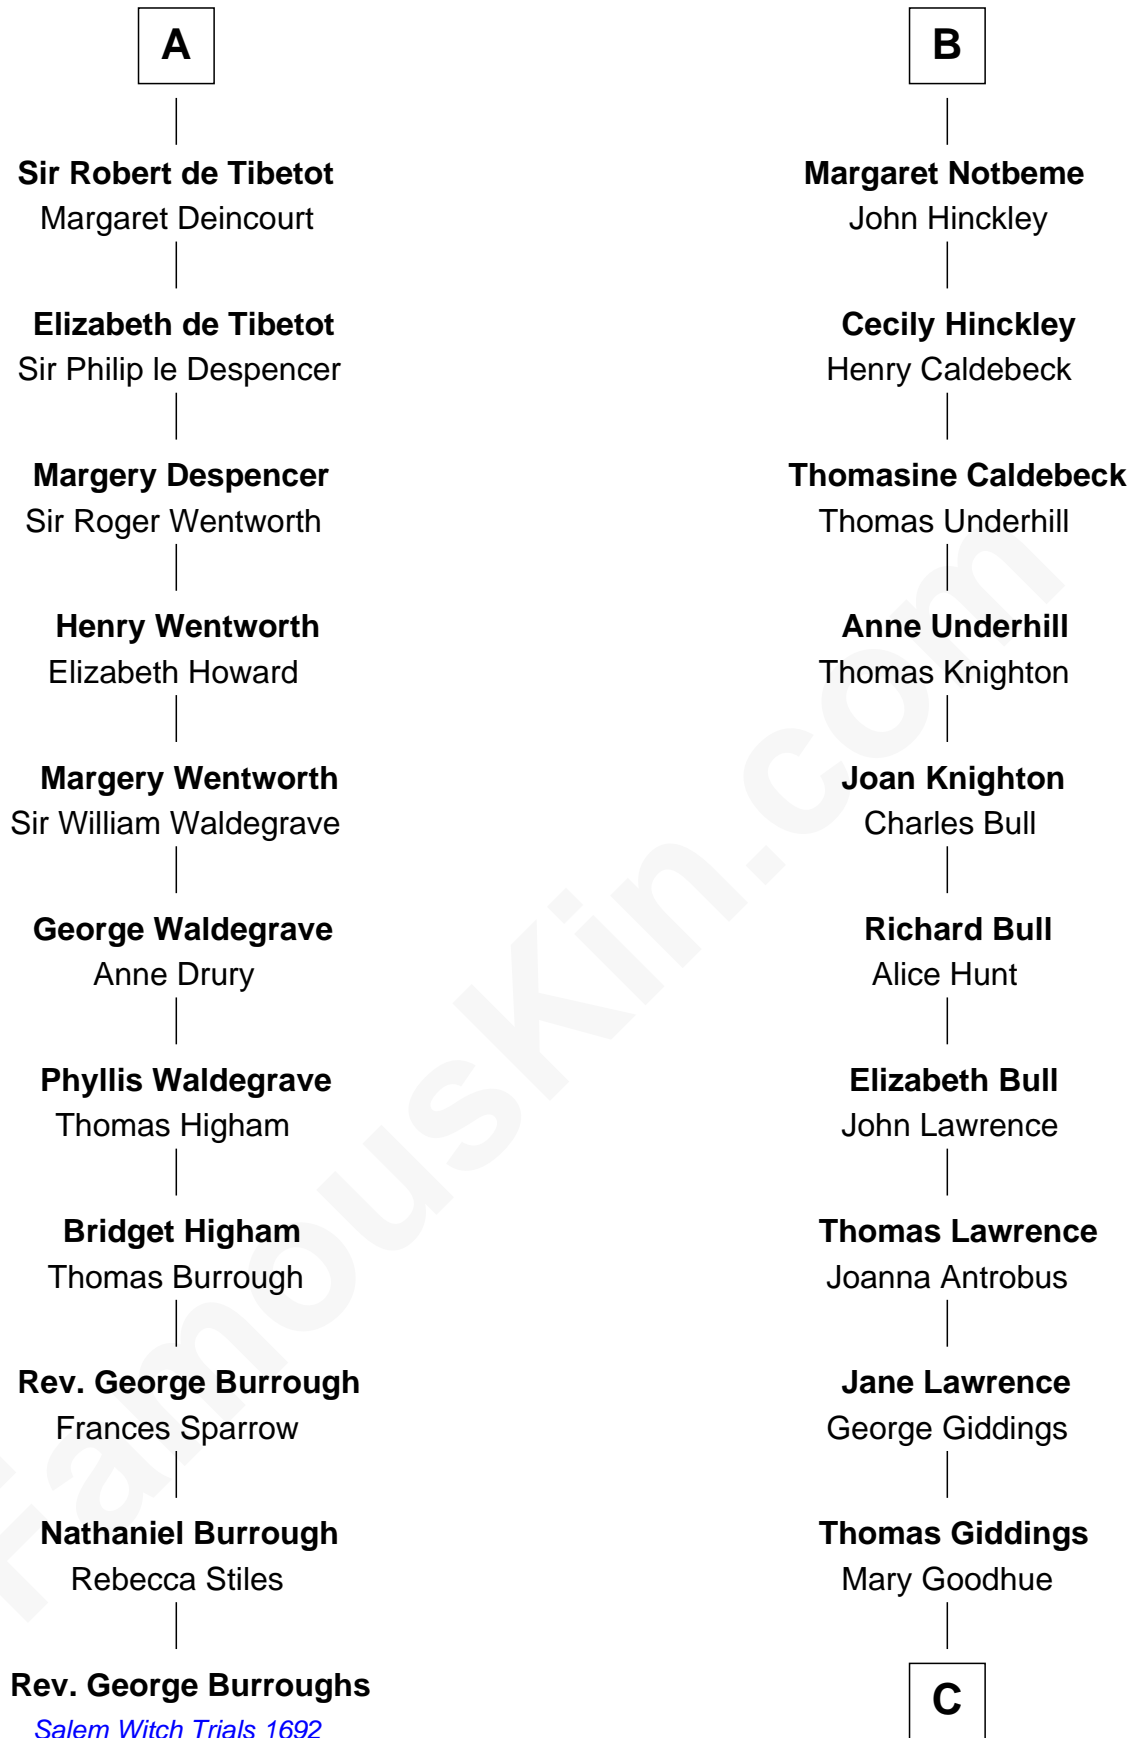 A
Sir Robert de Tibetot
Margaret Deincourt
Elizabeth de Tibetot
Sir Philip le Despencer
Margery Despencer
Sir Roger Wentworth
Henry Wentworth
Elizabeth Howard
Margery Wentworth
Sir William Waldegrave
George Waldegrave
Anne Drury
Phyllis Waldegrave
Thomas Higham
Bridget Higham
Thomas Burrough
Rev. George Burrough
Frances Sparrow
Nathaniel Burrough
Rebecca Stiles
Rev. George Burroughs
Salem Witch Trials 1692
B
Margaret Notbeme
John Hinckley
Cecily Hinckley
Henry Caldebeck
Thomasine Caldebeck
Thomas Underhill
Anne Underhill
Thomas Knighton
Joan Knighton
Charles Bull
Richard Bull
Alice Hunt
Elizabeth Bull
John Lawrence
Thomas Lawrence
Joanna Antrobus
Jane Lawrence
George Giddings
Thomas Giddings
Mary Goodhue
C
FamousKin.com